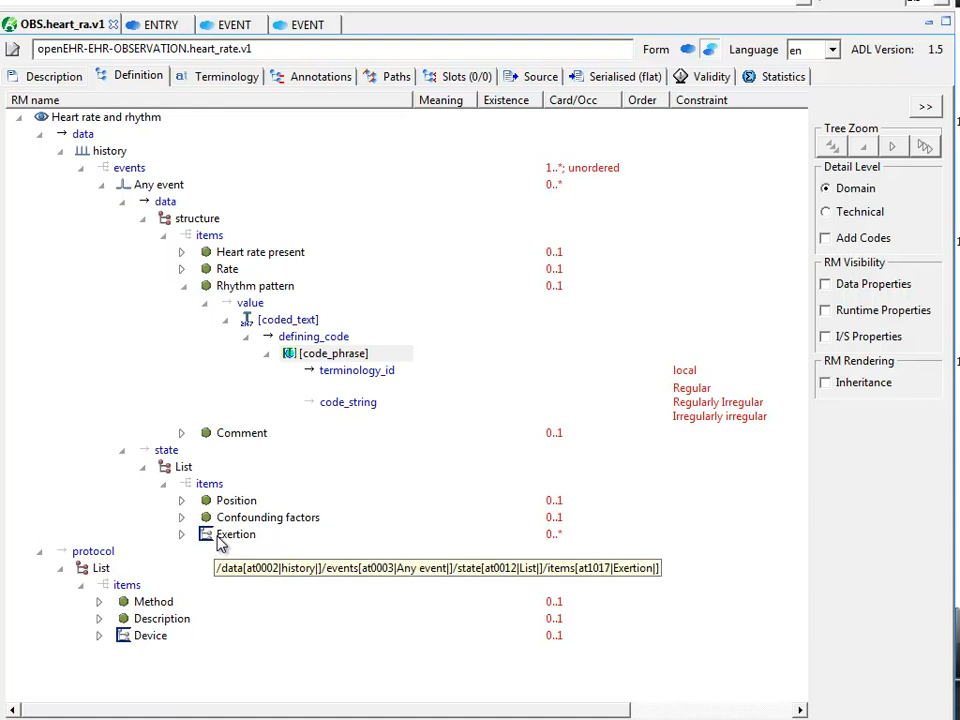 OBS.heart_ra.v1 ENTRY EVENT EVENT
openEHR-EHR-OBSERVATION.heart_rate.v1 Form Language en ADL Version: 1.5
Description Definition Terminology Annotations Paths Slots (0/0) Source Serialised (flat) Validity Statistics
RM name Meaning Existence Card/Occ Order Constraint
>>
Heart rate and rhythm
Tree Zoom
data
history
Detail Level
events 1..*; unordered
Any event 0..*
Domain
data
Technical
structure
items
Add Codes
Heart rate present 0..1
RM Visibility
Rate 0..1
Rhythm pattern 0..1
Data Properties
value
Runtime Properties
[coded_text]
defining_code
I/S Properties
[code_phrase]
RM Rendering
terminology_id local
Inheritance
Regular
code_string Regularly Irregular
Irregularly irregular
Comment 0..1
state
List
items
Position 0..1
Confounding factors 0..1
Exertion 0..*
protocol
/data[at0002|history|]/events[at0003|Any event|]/state[at0012|List|]/items[at1017|Exertion|]
List
items
Method 0..1
Description 0..1
Device 0..1